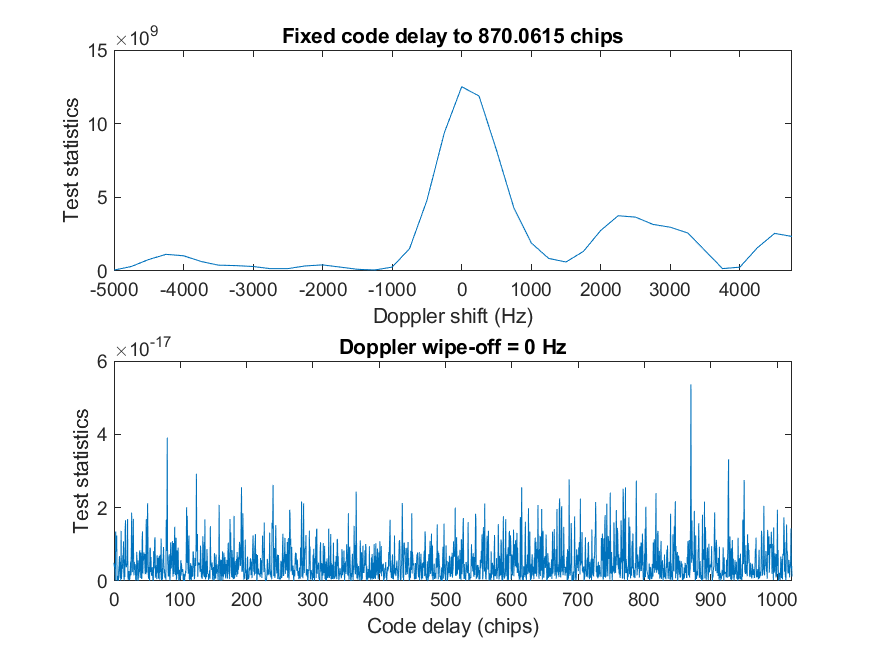 Fixed code delay to 870.0615 chips
×10^9
15
10
5
0
Test statistics
-5000 -4000 -3000 -2000 -1000 0 1000 2000 3000 4000
Doppler shift (Hz)
Doppler wipe-off = 0 Hz
×10^-17
6
4
2
0
Test statistics
0 100 200 300 400 500 600 700 800 900 1000
Code delay (chips)